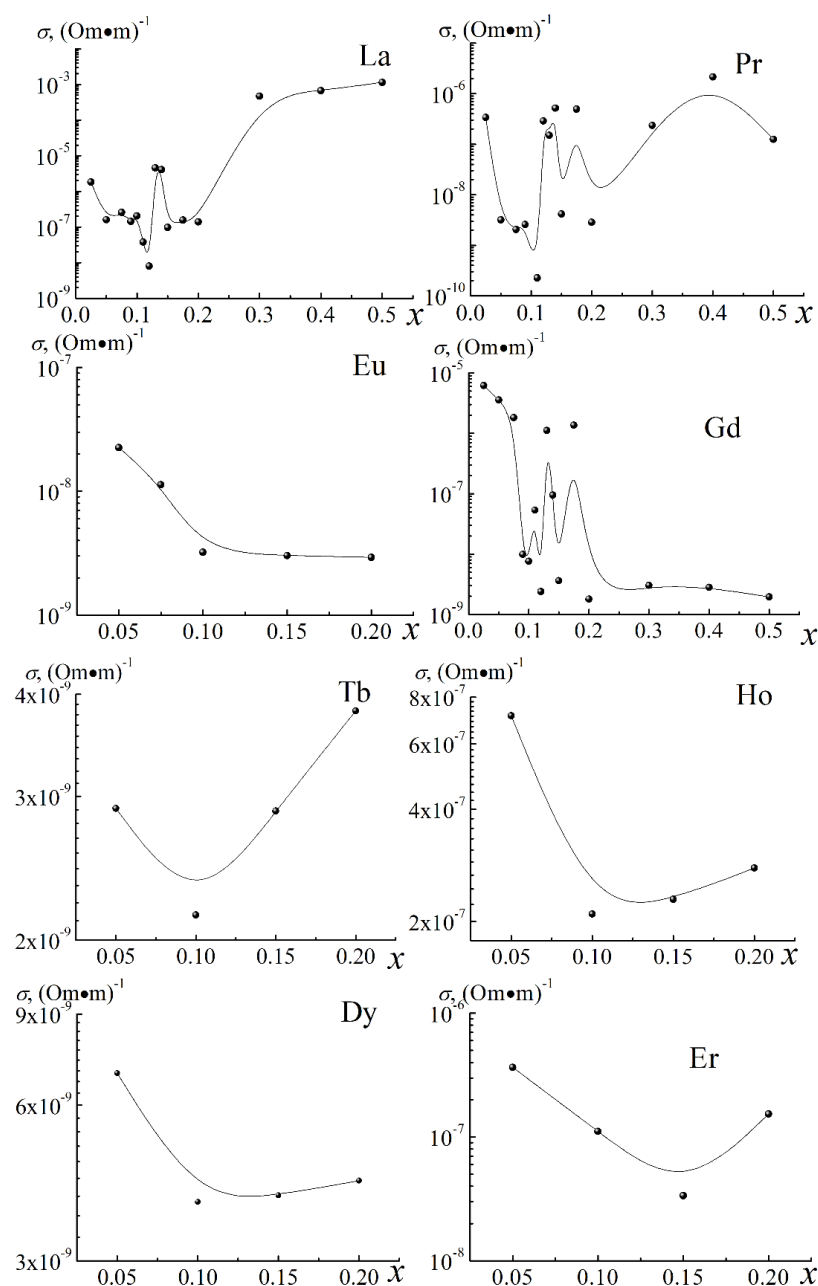 σ, (Om•m)⁻¹
La
10⁻³
10⁻⁵
10⁻⁷
10⁻⁹
0.0 0.1 0.2 0.3 0.4 0.5 x
σ, (Om•m)⁻¹
Pr
10⁻⁶
10⁻⁸
10⁻¹⁰
0.0 0.1 0.2 0.3 0.4 0.5 x
σ, (Om•m)⁻¹
Eu
10⁻⁷
10⁻⁸
10⁻⁹
0.05 0.10 0.15 0.20 x
σ, (Om•m)⁻¹
Gd
10⁻⁵
10⁻⁷
10⁻⁹
0.0 0.1 0.2 0.3 0.4 0.5 x
σ, (Om•m)⁻¹
Tb
4x10⁻⁹
3x10⁻⁹
2x10⁻⁹
0.05 0.10 0.15 0.20 x
σ, (Om•m)⁻¹
Ho
8x10⁻⁷
6x10⁻⁷
4x10⁻⁷
2x10⁻⁷
0.05 0.10 0.15 0.20 x
σ, (Om•m)⁻¹
Dy
9x10⁻⁹
6x10⁻⁹
3x10⁻⁹
0.05 0.10 0.15 0.20 x
σ, (Om•m)⁻¹
Er
10⁻⁶
10⁻⁷
10⁻⁸
0.05 0.10 0.15 0.20 x